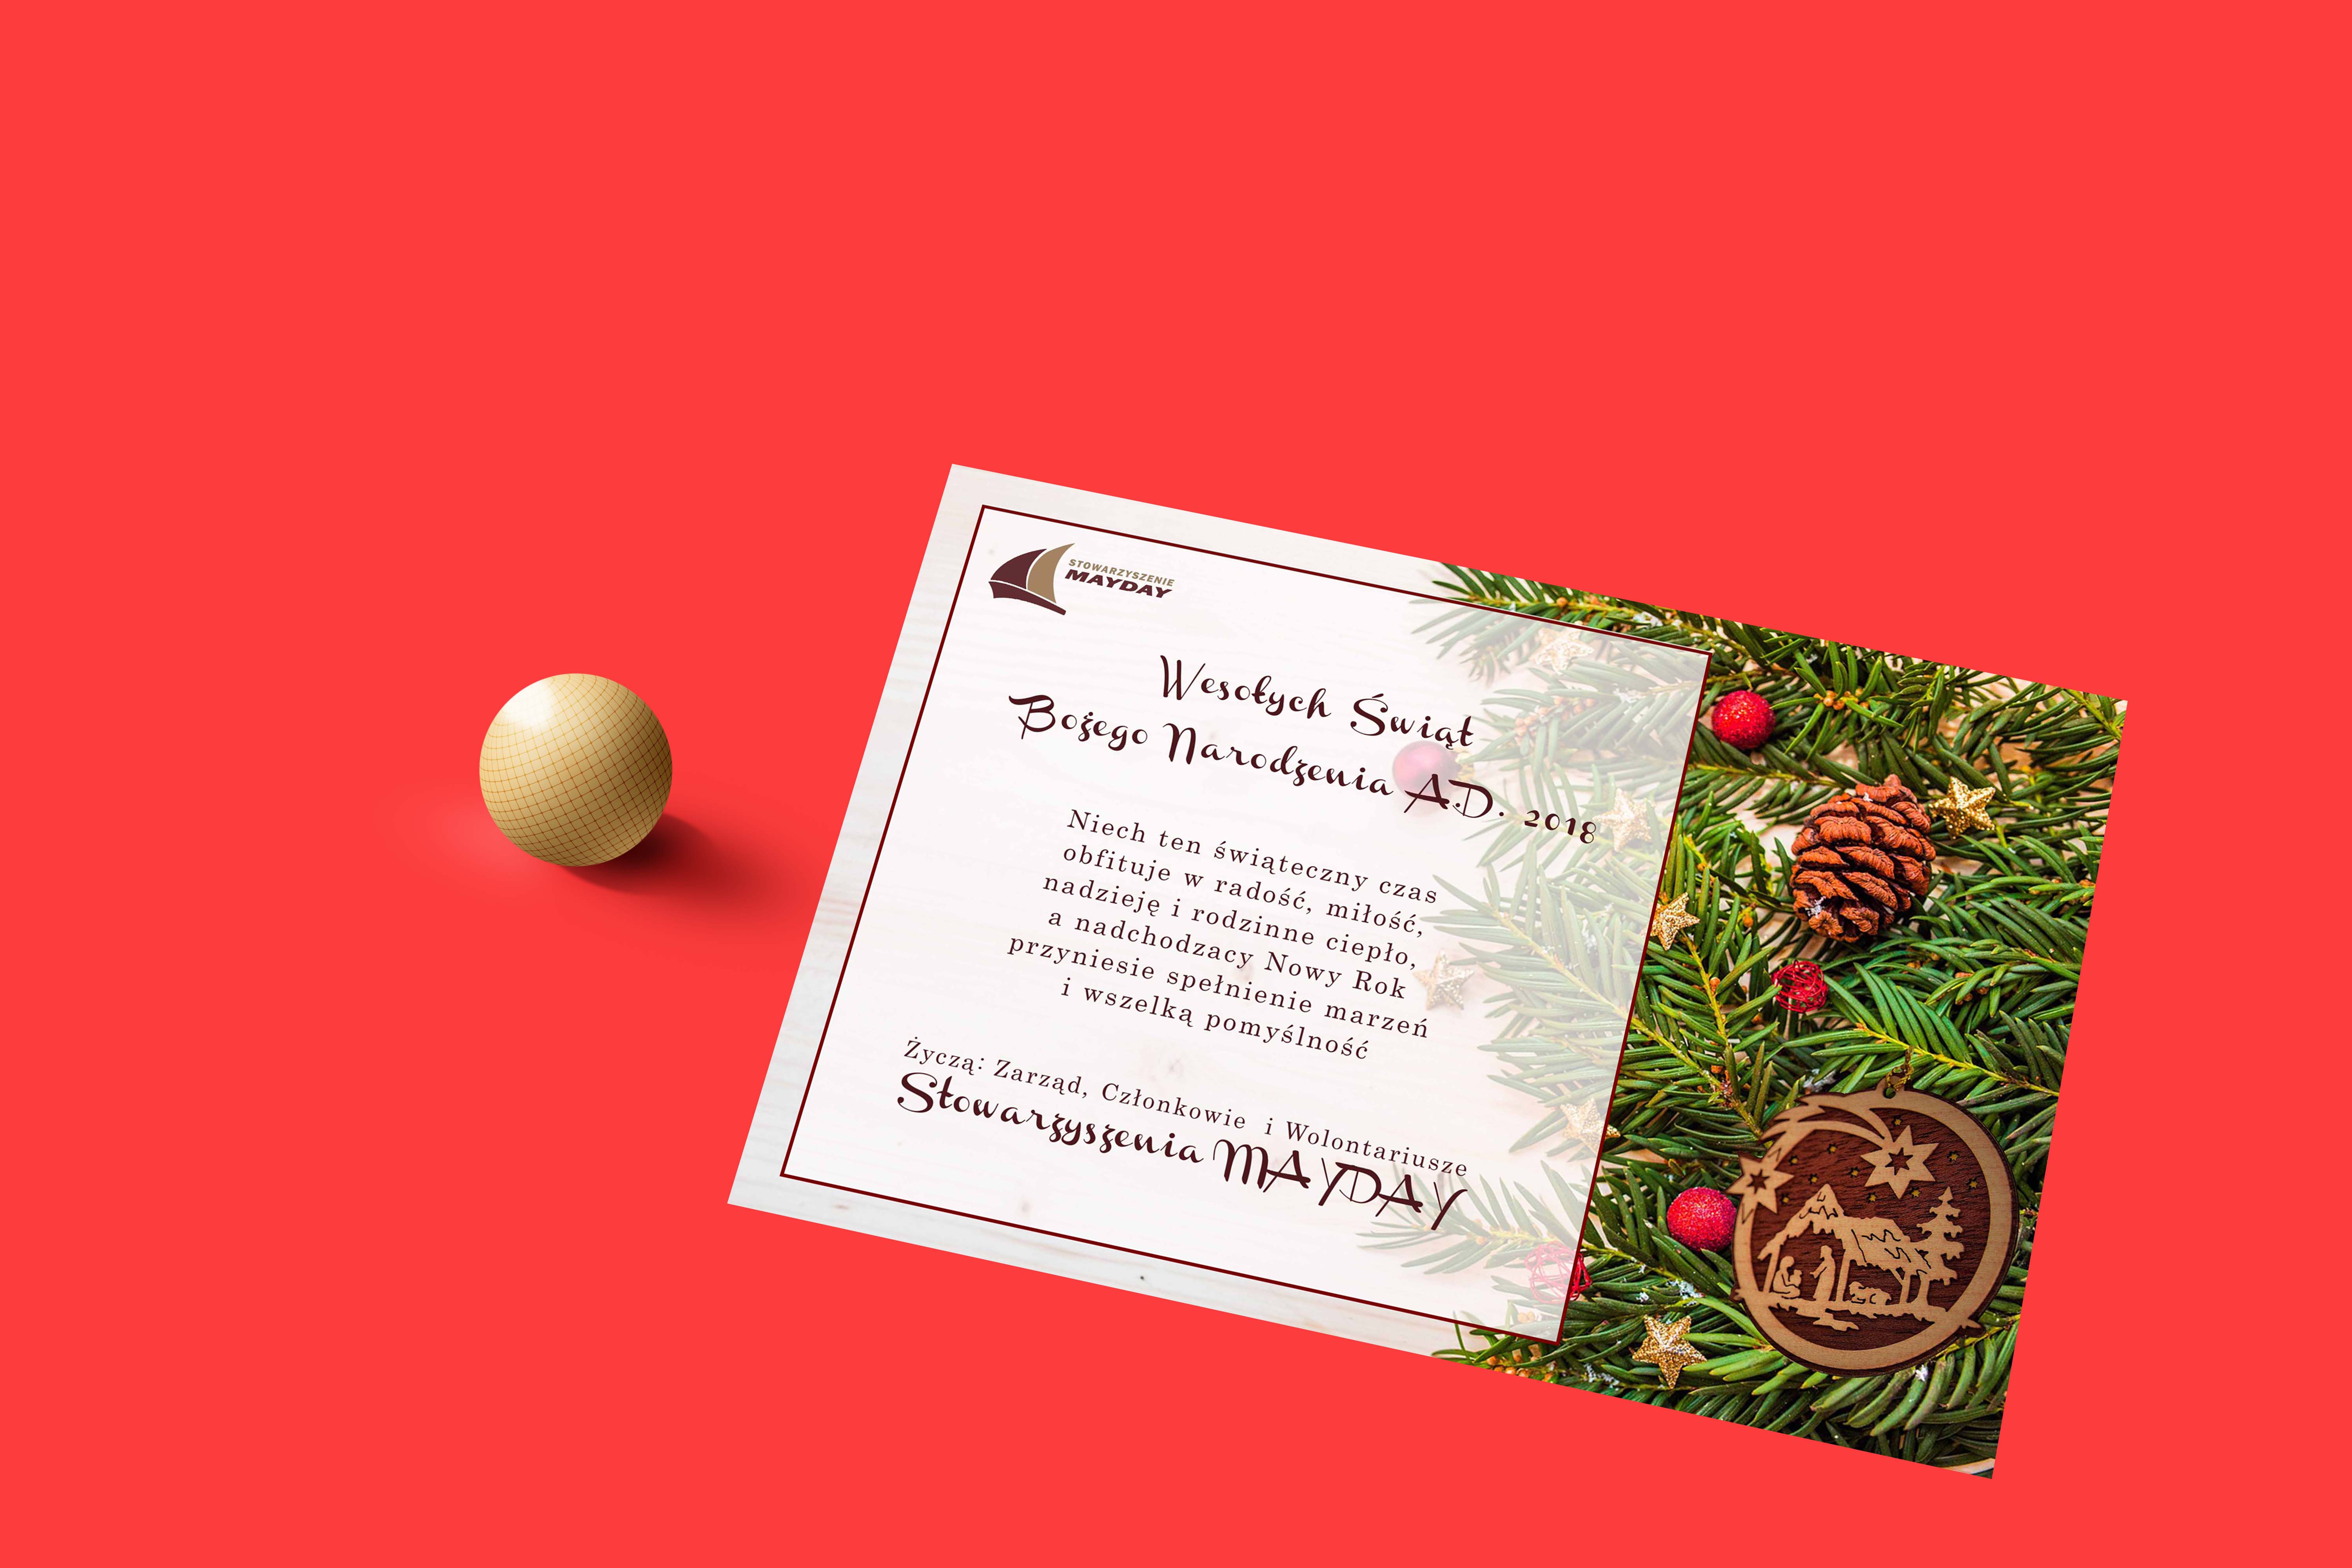 STOWARZYSZENIE
MAYDAY
Wesołych Świąt
Bożego Narodzenia A.D. 2018
Niech ten świąteczny czas
obfituje w radość, miłość,
nadzieję i rodzinne ciepło,
a nadchodzacy Nowy Rok
przyniesie spełnienie marzeń
i wszelką pomyślność
Życzą: Zarząd, Członkowie i Wolontariusze
Stowarzyszenia MAYDAY